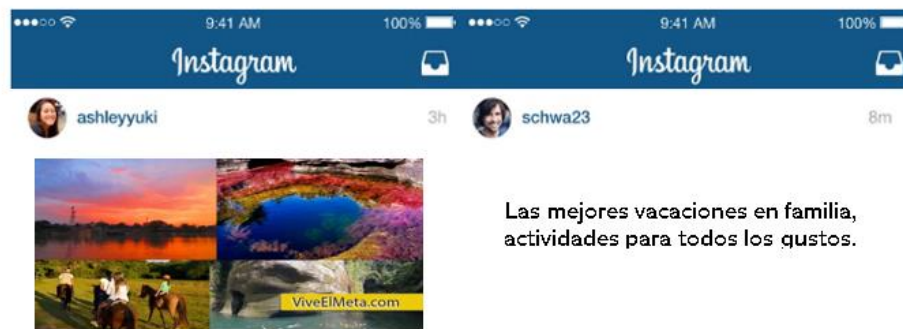 9:41 AM 100%
Instagram
ashleyyuki 3h
ViveElMeta.com
9:41 AM 100%
Instagram
schwa23 8m
Las mejores vacaciones en familia,
actividades para todos los gustos.